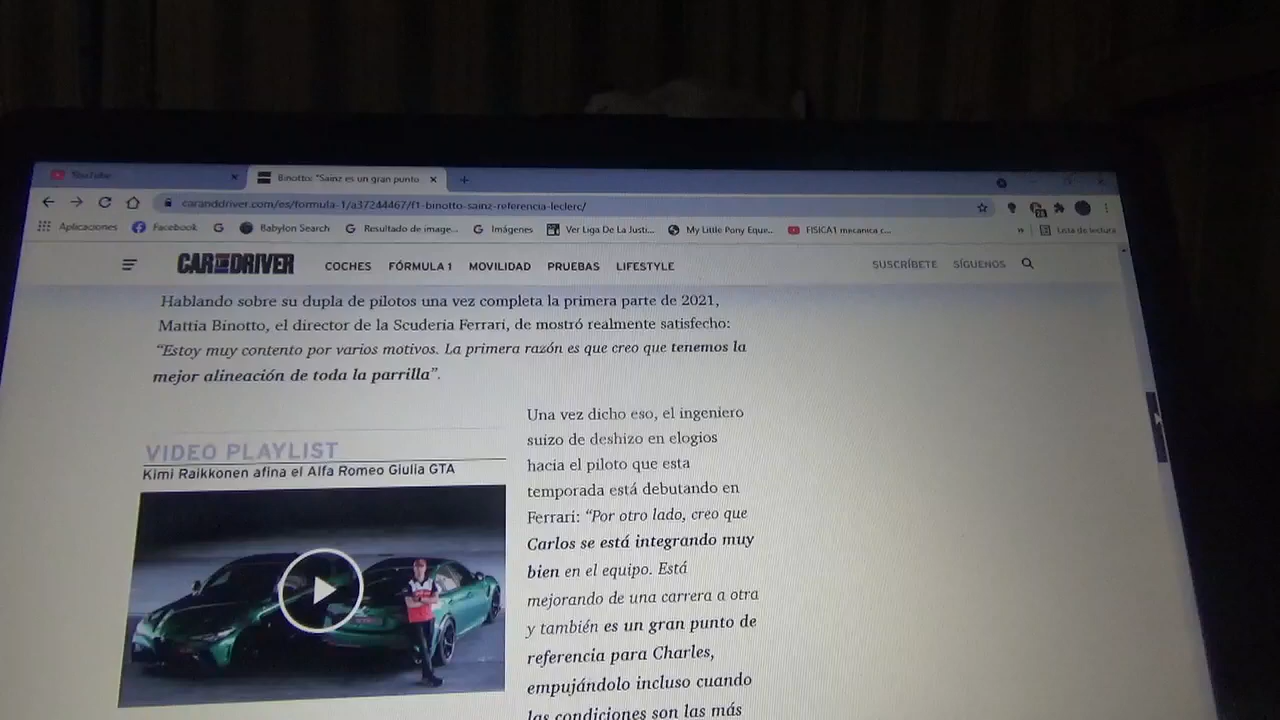 YouTube
Binotto: "Sainz es un gran punto
caranddriver.com/es/formula-1/a37244467/f1-binotto-sainz-referencia-leclerc/
Aplicaciones
Facebook
Babylon Search
Resultado de image...
Imágenes
Ver Liga De La Justi...
My Little Pony Eque...
FISICA1 mecanica c...
»
Lista de lectura
CAR AND DRIVER
COCHES
FÓRMULA 1
MOVILIDAD
PRUEBAS
LIFESTYLE
SUSCRÍBETE
SÍGUENOS
Hablando sobre su dupla de pilotos una vez completa la primera parte de 2021,
Mattia Binotto, el director de la Scuderia Ferrari, de mostró realmente satisfecho:
“Estoy muy contento por varios motivos. La primera razón es que creo que tenemos la
mejor alineación de toda la parrilla”.
VIDEO PLAYLIST
Kimi Raikkonen afina el Alfa Romeo Giulia GTA
Una vez dicho eso, el ingeniero
suizo de deshizo en elogios
hacia el piloto que esta
temporada está debutando en
Ferrari: “Por otro lado, creo que
Carlos se está integrando muy
bien en el equipo. Está
mejorando de una carrera a otra
y también es un gran punto de
referencia para Charles,
empujándolo incluso cuando
las condiciones son las más